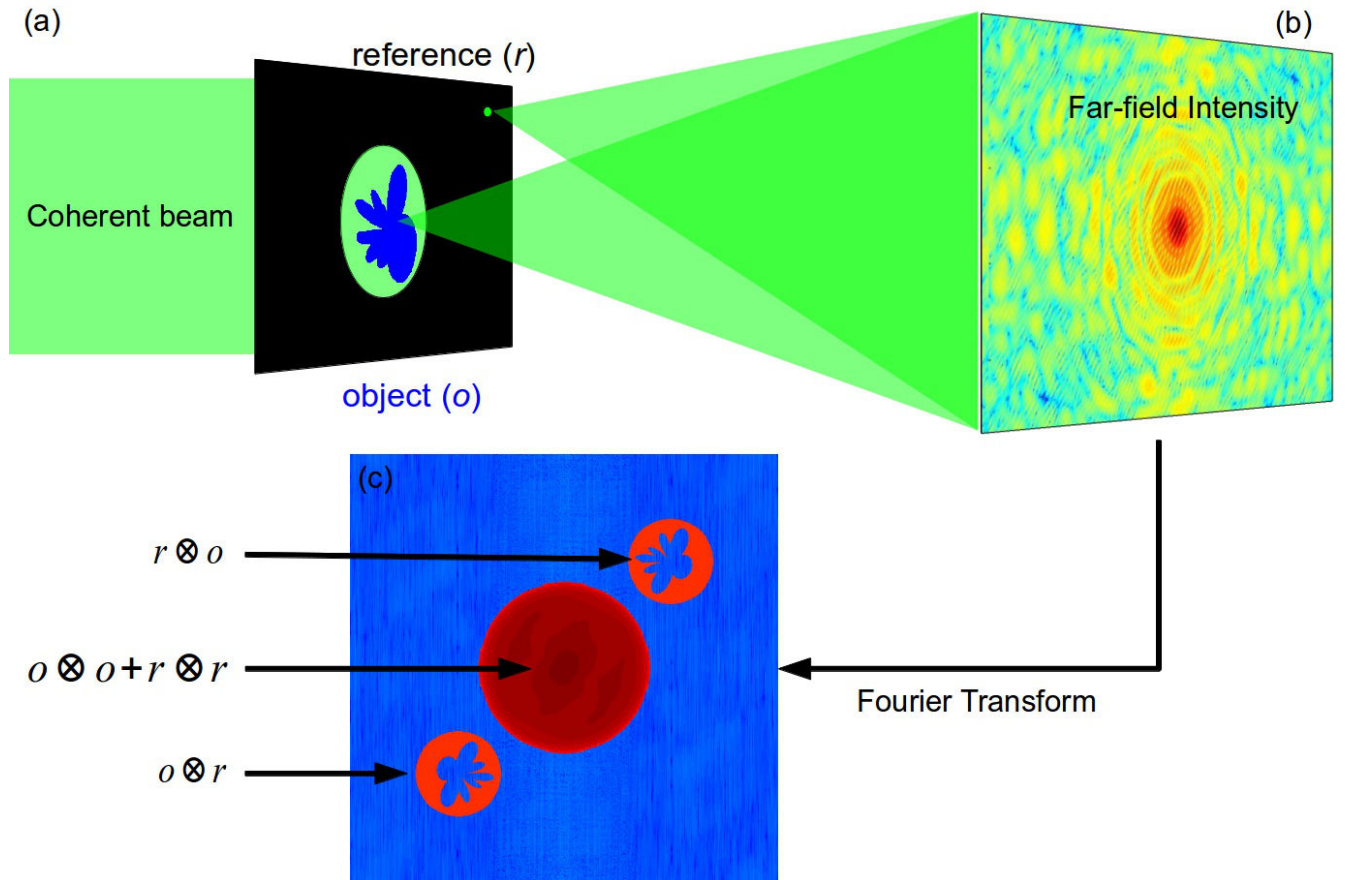 (a)
reference (r)
(b)
Far-field Intensity
Coherent beam
object (o)
(c)
r ⊗ o
o ⊗ o + r ⊗ r
Fourier Transform
o ⊗ r